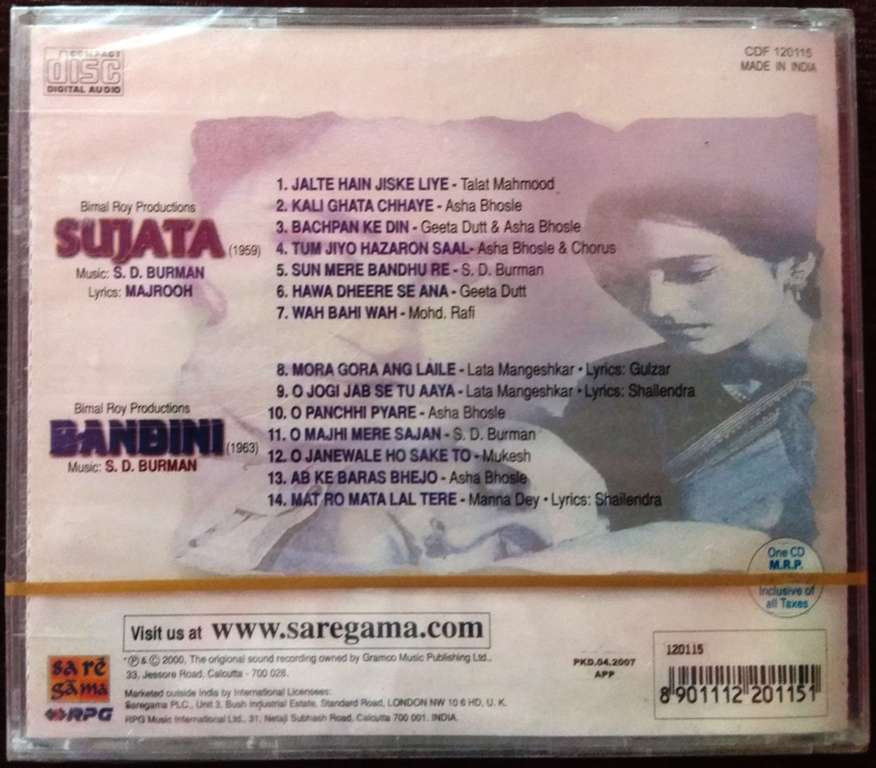 COMPACT
disc
DIGITAL AUDIO
CDF 120115
MADE IN INDIA
Bimal Roy Productions
SUJATA (1959)
Music: S. D. BURMAN
Lyrics: MAJROOH
1. JALTE HAIN JISKE LIYE - Talat Mahmood
2. KALI GHATA CHHAYE - Asha Bhosle
3. BACHPAN KE DIN - Geeta Dutt & Asha Bhosle
4. TUM JIYO HAZARON SAAL- Asha Bhosle & Chorus
5. SUN MERE BANDHU RE - S. D. Burman
6. HAWA DHEERE SE ANA - Geeta Dutt
7. WAH BAHI WAH - Mohd. Rafi
Bimal Roy Productions
BANDINI (1963)
Music: S. D. BURMAN
8. MORA GORA ANG LAILE - Lata Mangeshkar • Lyrics: Gulzar
9. O JOGI JAB SE TU AAYA - Lata Mangeshkar • Lyrics: Shailendra
10. O PANCHHI PYARE - Asha Bhosle
11. O MAJHI MERE SAJAN - S. D. Burman
12. O JANEWALE HO SAKE TO - Mukesh
13. AB KE BARAS BHEJO - Asha Bhosle
14. MAT RO MATA LAL TERE - Manna Dey • Lyrics: Shailendra
One CD
M.R.P.
Inclusive of
all Taxes
Visit us at www.saregama.com
sa rē
gāma
RPG
"℗ & © 2000, The origional sound recording owned by Gramco Music Publishing Ltd.,
33, Jessore Road, Calcutta - 700 028.
Marketed outside India by International Licensees:
Saregama PLC., Unit 3, Bush Industrial Estate, Standard Road, LONDON NW 10 6 HD, U. K.
RPG Music International Ltd., 31, Netaji Subhash Road, Calcutta 700 001. INDIA.
PKD.04.2007
APP
120115
8 901112 201151